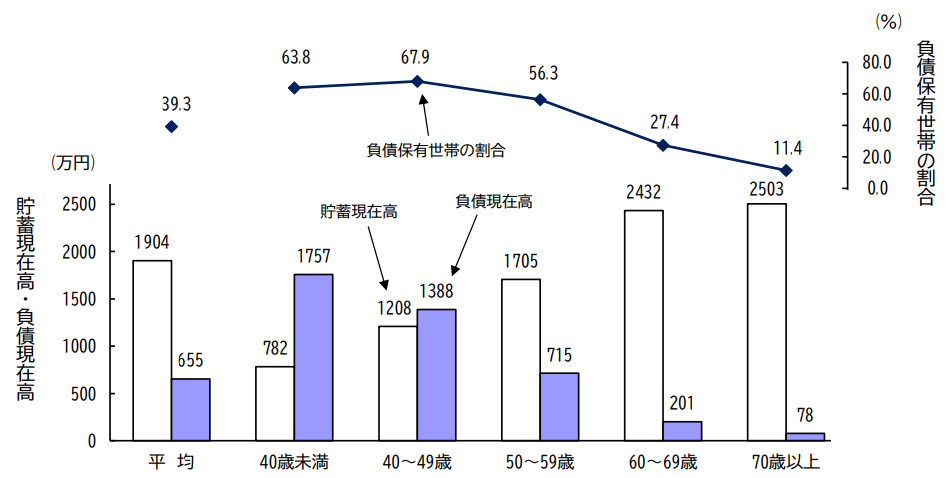 (%)
63.8
67.9
56.3
39.3
27.4
11.4
80.0
60.0
40.0
20.0
0.0
負債保有世帯の割合
負債保有世帯の割合
(万円)
貯蓄現在高・負債現在高
2500
2000
1500
1000
500
0
貯蓄現在高
負債現在高
1904
655
782
1757
1208
1388
1705
715
2432
201
2503
78
平 均
40歳未満
40～49歳
50～59歳
60～69歳
70歳以上